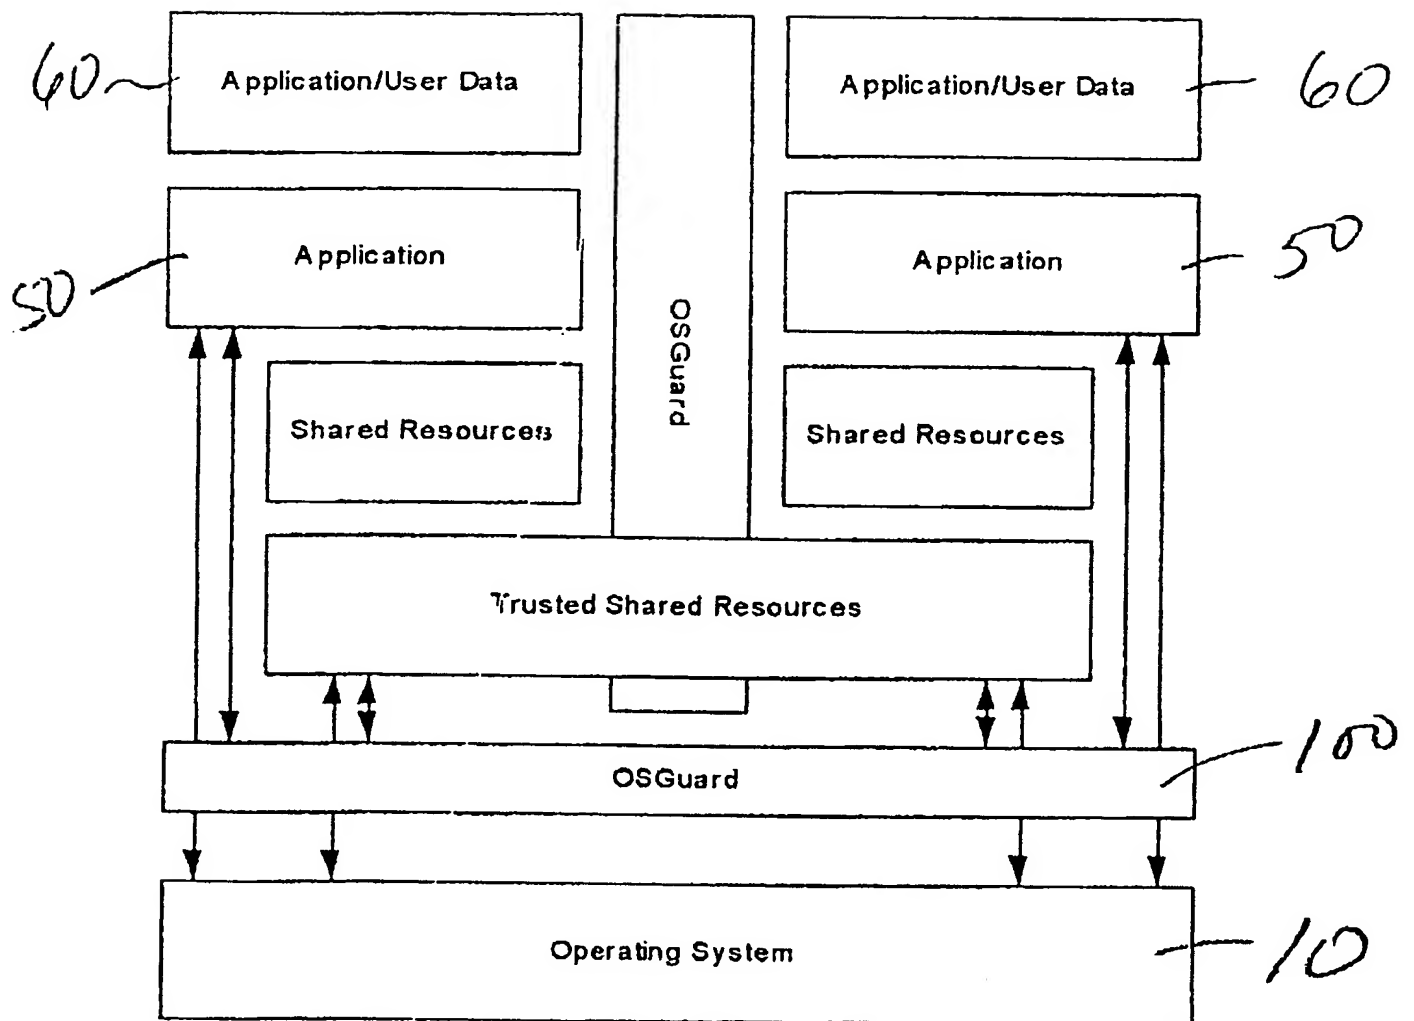 60 Application/User Data Application/User Data 60
50 Application OSGuard Application 50
Shared Resources Shared Resources
Trusted Shared Resources
OSGuard 100
Operating System 10